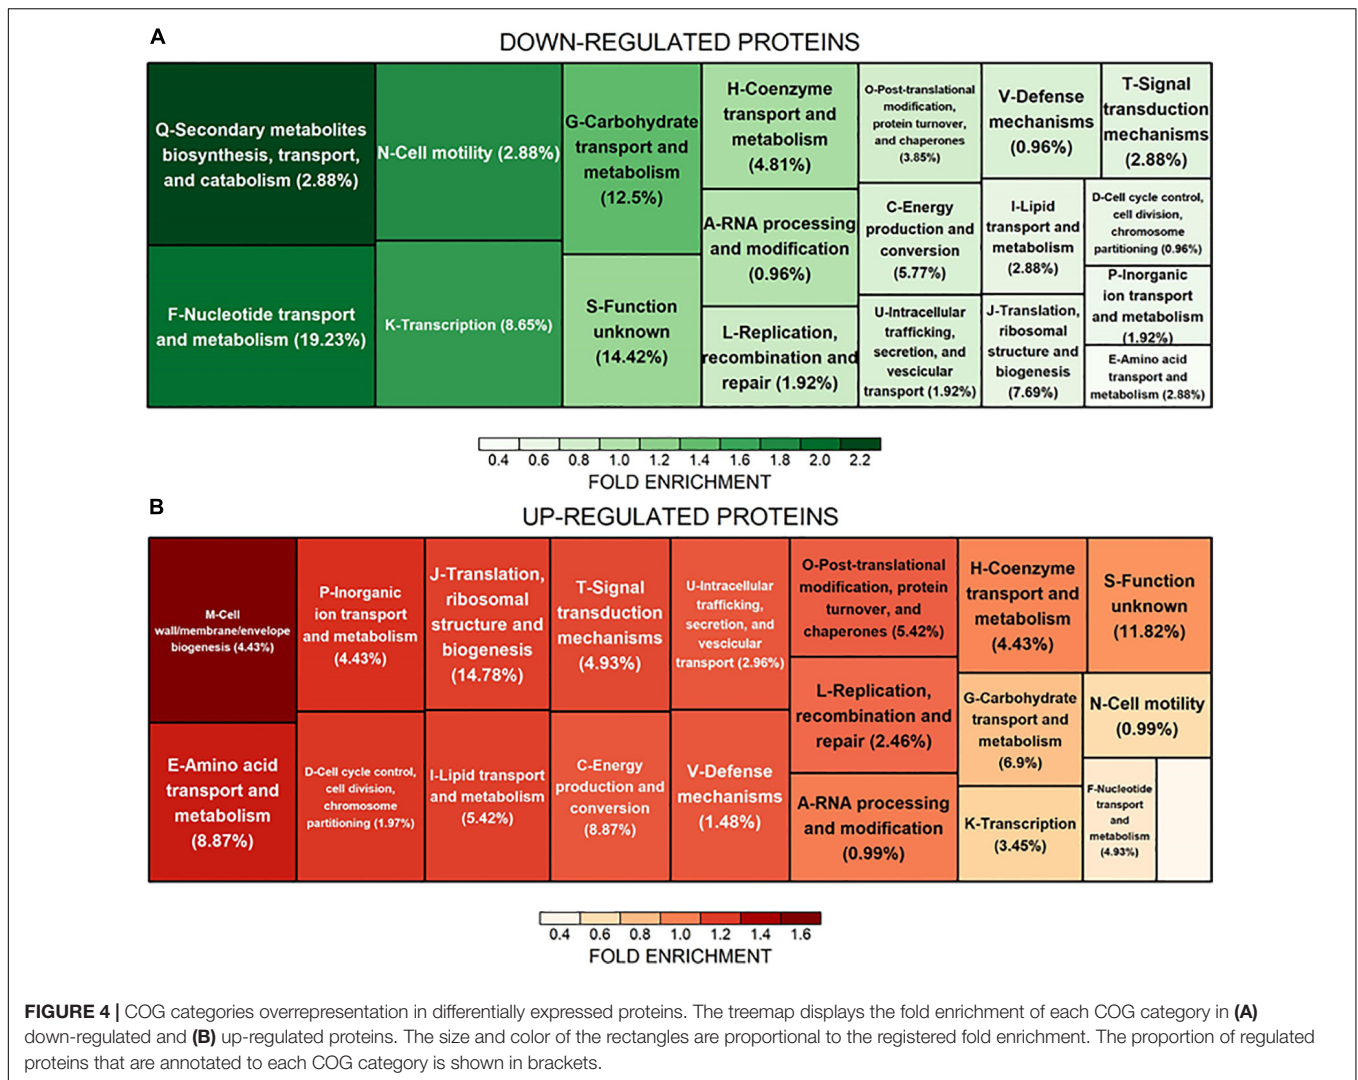 A
DOWN-REGULATED PROTEINS
Q-Secondary metabolites
biosynthesis, transport,
and catabolism (2.88%)
F-Nucleotide transport
and metabolism (19.23%)
N-Cell motility (2.88%)
K-Transcription (8.65%)
G-Carbohydrate
transport and
metabolism
(12.5%)
S-Function
unknown
(14.42%)
H-Coenzyme
transport and
metabolism
(4.81%)
A-RNA processing
and modification
(0.96%)
L-Replication,
recombination and
repair (1.92%)
O-Post-translational
modification,
protein turnover,
and chaperones
(3.85%)
C-Energy
production and
conversion
(5.77%)
U-Intracellular
trafficking,
secretion, and
vescicular
transport (1.92%)
V-Defense
mechanisms
(0.96%)
I-Lipid
transport and
metabolism
(2.88%)
J-Translation,
ribosomal
structure and
biogenesis
(7.69%)
T-Signal
transduction
mechanisms
(2.88%)
D-Cell cycle control,
cell division,
chromosome
partitioning (0.96%)
P-Inorganic
ion transport
and metabolism
(1.92%)
E-Amino acid
transport and
metabolism (2.88%)
0.4 0.6 0.8 1.0 1.2 1.4 1.6 1.8 2.0 2.2
FOLD ENRICHMENT
B
UP-REGULATED PROTEINS
M-Cell
wall/membrane/envelope
biogenesis (4.43%)
E-Amino acid
transport and
metabolism
(8.87%)
P-Inorganic
ion transport
and metabolism
(4.43%)
D-Cell cycle control,
cell division,
chromosome
partitioning (1.97%)
J-Translation,
ribosomal
structure and
biogenesis
(14.78%)
I-Lipid transport
and metabolism
(5.42%)
T-Signal
transduction
mechanisms
(4.93%)
C-Energy
production and
conversion
(8.87%)
U-Intracellular
trafficking,
secretion, and
vescicular
transport (2.96%)
V-Defense
mechanisms
(1.48%)
O-Post-translational
modification, protein
turnover, and
chaperones (5.42%)
L-Replication,
recombination and
repair (2.46%)
A-RNA processing
and modification
(0.99%)
H-Coenzyme
transport and
metabolism
(4.43%)
G-Carbohydrate
transport and
metabolism
(6.9%)
K-Transcription
(3.45%)
S-Function
unknown
(11.82%)
N-Cell motility
(0.99%)
F-Nucleotide
transport
and
metabolism
(4.93%)
0.4 0.6 0.8 1.0 1.2 1.4 1.6
FOLD ENRICHMENT
FIGURE 4 | COG categories overrepresentation in differentially expressed proteins. The treemap displays the fold enrichment of each COG category in (A)
down-regulated and (B) up-regulated proteins. The size and color of the rectangles are proportional to the registered fold enrichment. The proportion of regulated
proteins that are annotated to each COG category is shown in brackets.